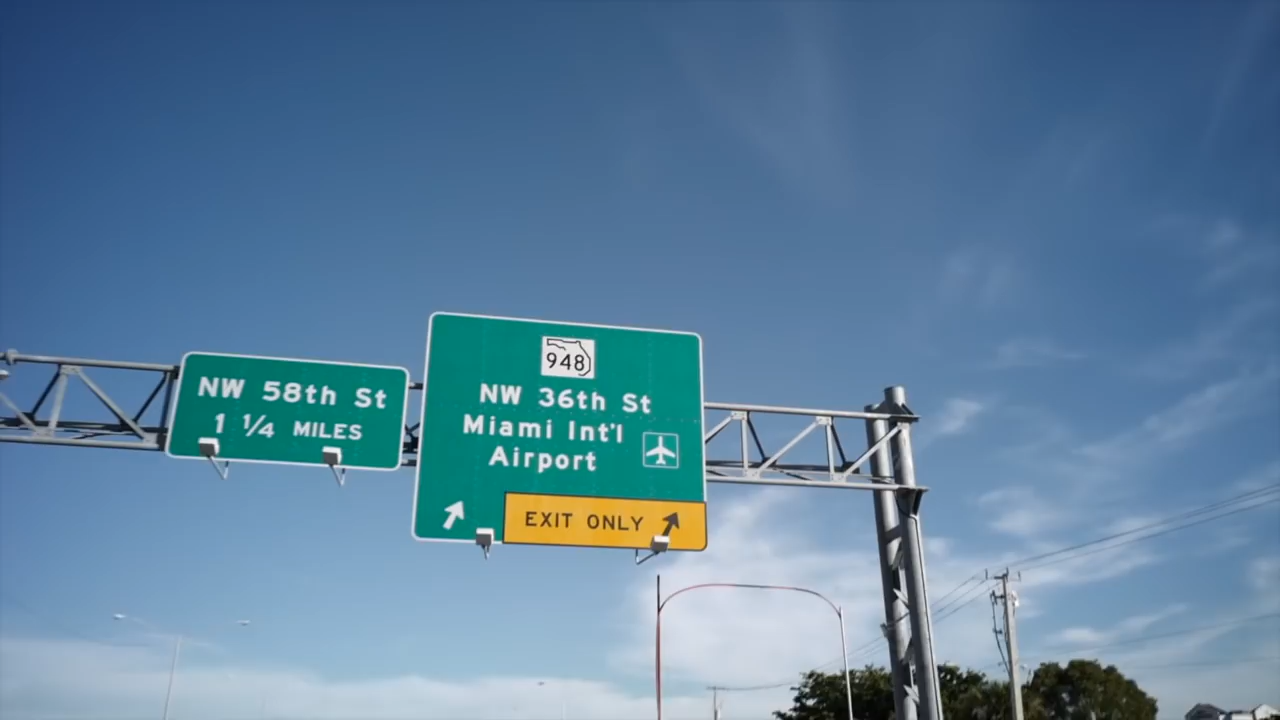 NW 58th St
1 ¼ MILES
948
NW 36th St
Miami Int'l
Airport
EXIT ONLY